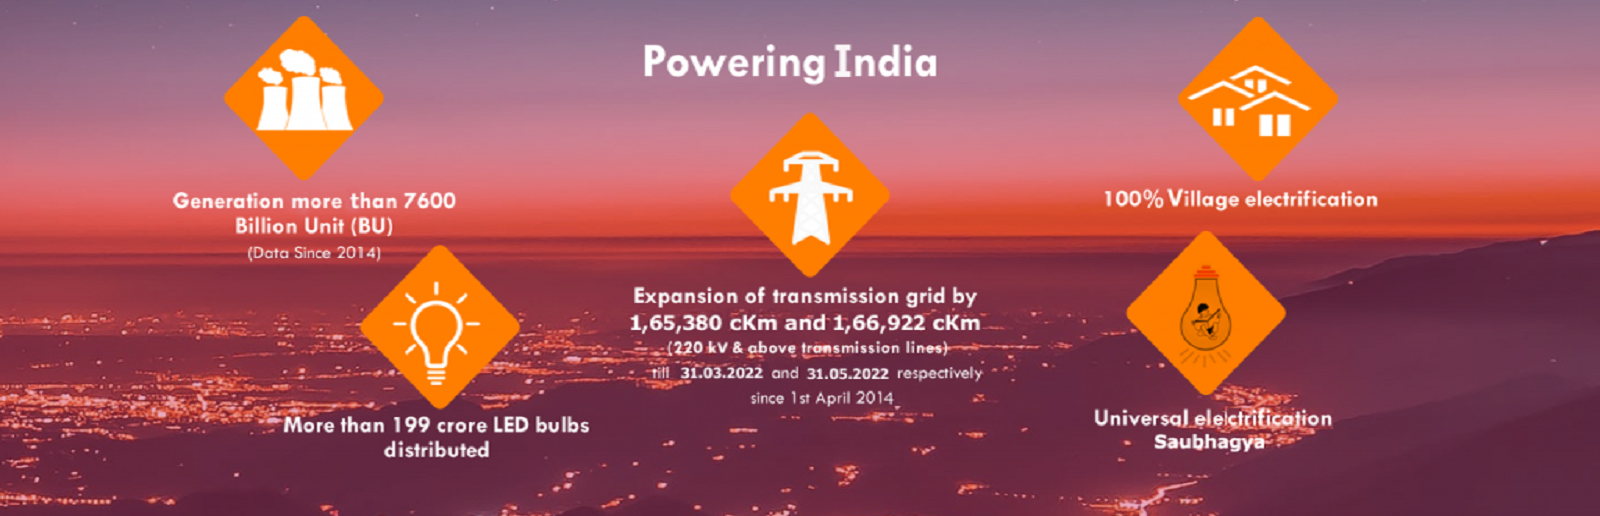 Powering India
Generation more than 7600
Billion Unit (BU)
(Data Since 2014)
More than 199 crore LED bulbs
distributed
Expansion of transmission grid by
1,65,380 cKm and 1,66,922 cKm
(220 kV & above transmission lines)
till 31.03.2022 and 31.05.2022 respectively
since 1st April 2014
100% Village electrification
Universal electrification
Saubhagya